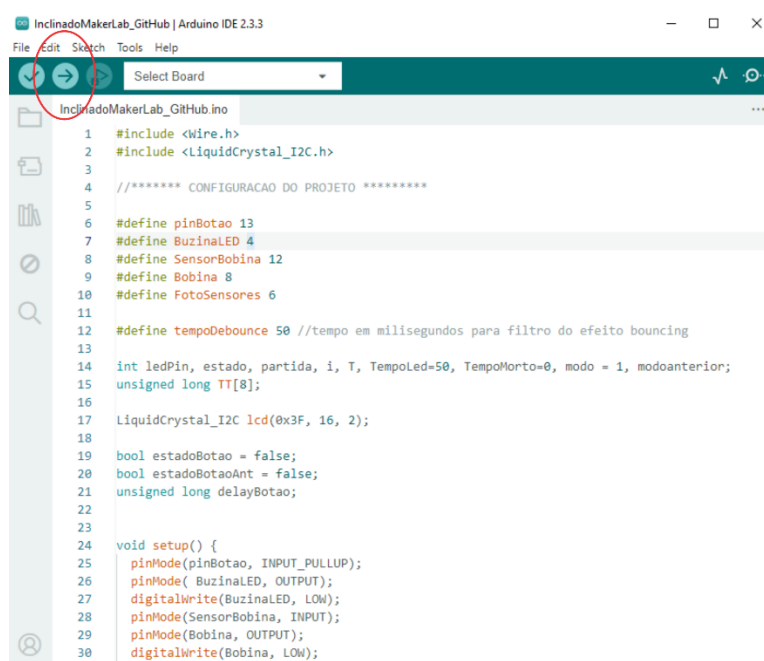 InclinadoMakerLab_GitHub | Arduino IDE 2.3.3
File Edit Sketch Tools Help
Select Board
InclinadoMakerLab_GitHub.ino
1 #include <Wire.h>
2 #include <LiquidCrystal_I2C.h>
3
4 //******* CONFIGURACAO DO PROJETO *********
5
6 #define pinBotao 13
7 #define BuzinaLED 4
8 #define SensorBobina 12
9 #define Bobina 8
10 #define FotoSensores 6
11
12 #define tempoDebounce 50 //tempo em milisegundos para filtro do efeito bouncing
13
14 int ledPin, estado, partida, i, T, TempoLed=50, TempoMorto=0, modo = 1, modoanterior;
15 unsigned long TT[8];
16
17 LiquidCrystal_I2C lcd(0x3F, 16, 2);
18
19 bool estadoBotao = false;
20 bool estadoBotaoAnt = false;
21 unsigned long delayBotao;
22
23
24 void setup() {
25 pinMode(pinBotao, INPUT_PULLUP);
26 pinMode( BuzinaLED, OUTPUT);
27 digitalWrite(BuzinaLED, LOW);
28 pinMode(SensorBobina, INPUT);
29 pinMode(Bobina, OUTPUT);
30 digitalWrite(Bobina, LOW);